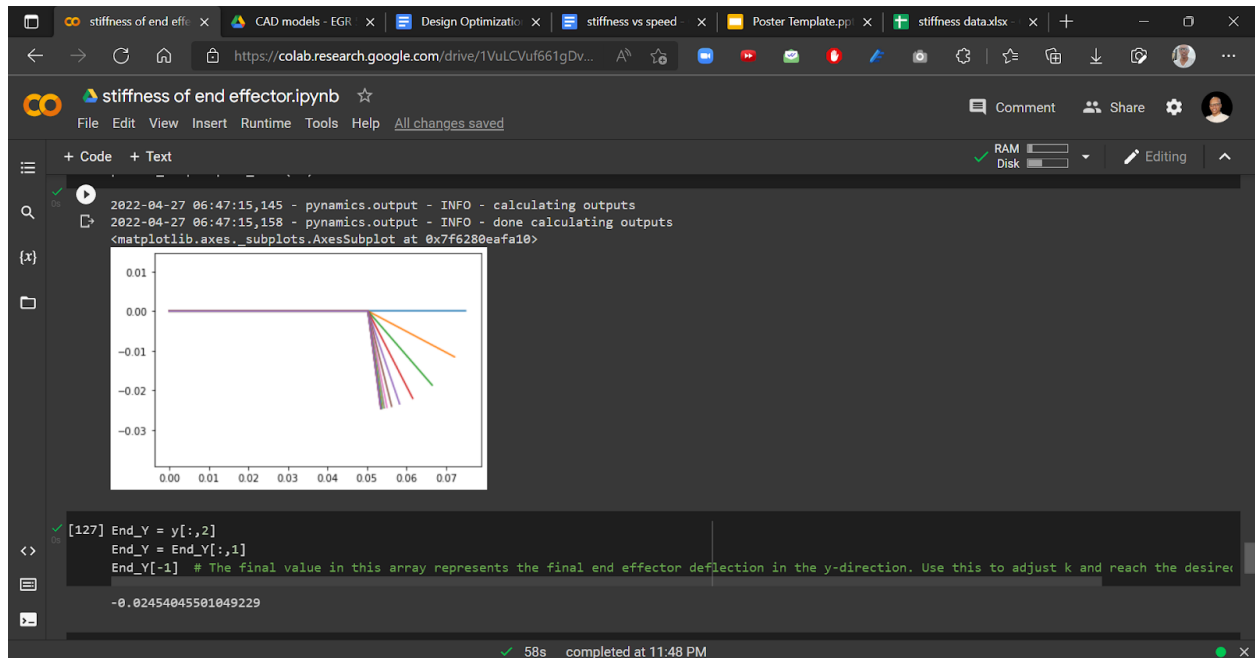 stiffness of end effe
CAD models - EGR
Design Optimizatio
stiffness vs speed -
Poster Template.ppt
stiffness data.xlsx -
https://colab.research.google.com/drive/1VuLCVuf661gDv...
stiffness of end effector.ipynb
Comment
Share
File Edit View Insert Runtime Tools Help All changes saved
+ Code + Text
RAM
Disk
Editing
0s
2022-04-27 06:47:15,145 - pynamics.output - INFO - calculating outputs
2022-04-27 06:47:15,158 - pynamics.output - INFO - done calculating outputs
<matplotlib.axes._subplots.AxesSubplot at 0x7f6280eafa10>
{x}
0.01
0.00
−0.01
−0.02
−0.03
0.00 0.01 0.02 0.03 0.04 0.05 0.06 0.07
0s
[127] End_Y = y[:,2]
End_Y = End_Y[:,1]
End_Y[-1] # The final value in this array represents the final end effector deflection in the y-direction. Use this to adjust k and reach the desired
-0.02454045501049229
58s completed at 11:48 PM